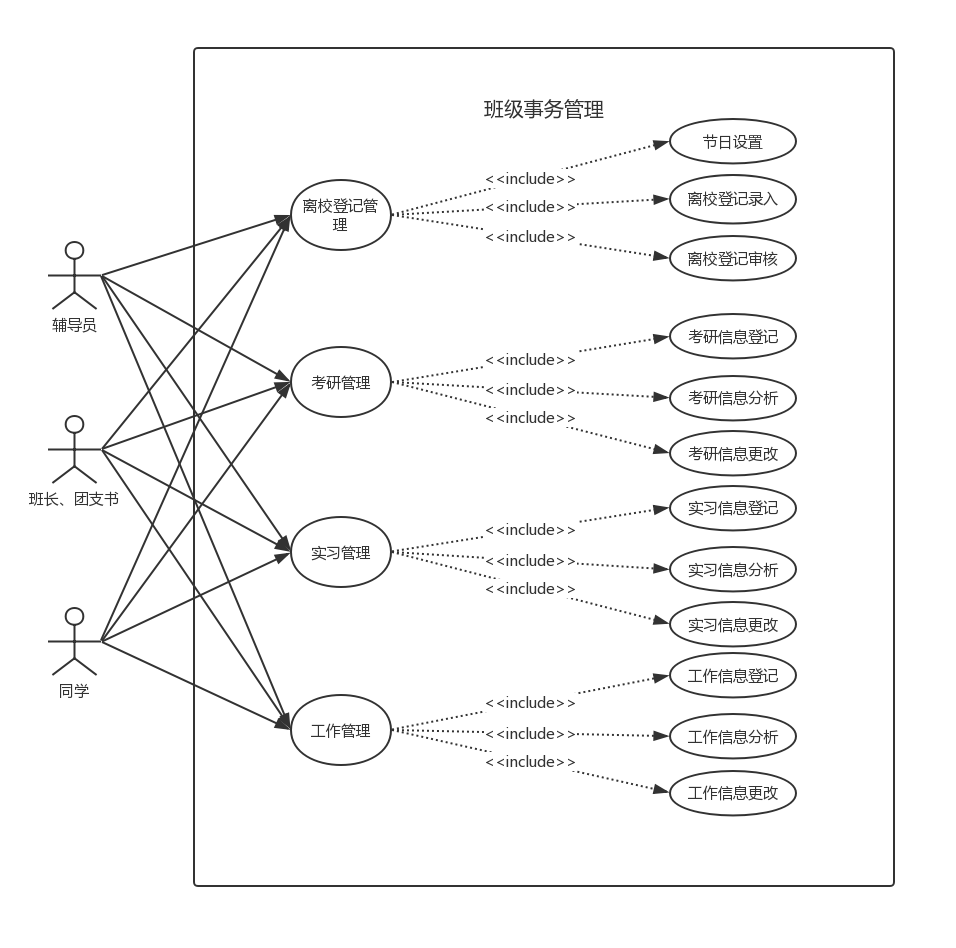 班级事务管理
节日设置
<<include>>
离校登记管
理
<<include>>
离校登记录入
<<include>>
离校登记审核
辅导员
<<include>>
考研信息登记
考研管理
<<include>>
考研信息分析
<<include>>
考研信息更改
班长、团支书
<<include>>
实习信息登记
实习管理
<<include>>
实习信息分析
<<include>>
实习信息更改
同学
<<include>>
工作信息登记
工作管理
<<include>>
工作信息分析
<<include>>
工作信息更改